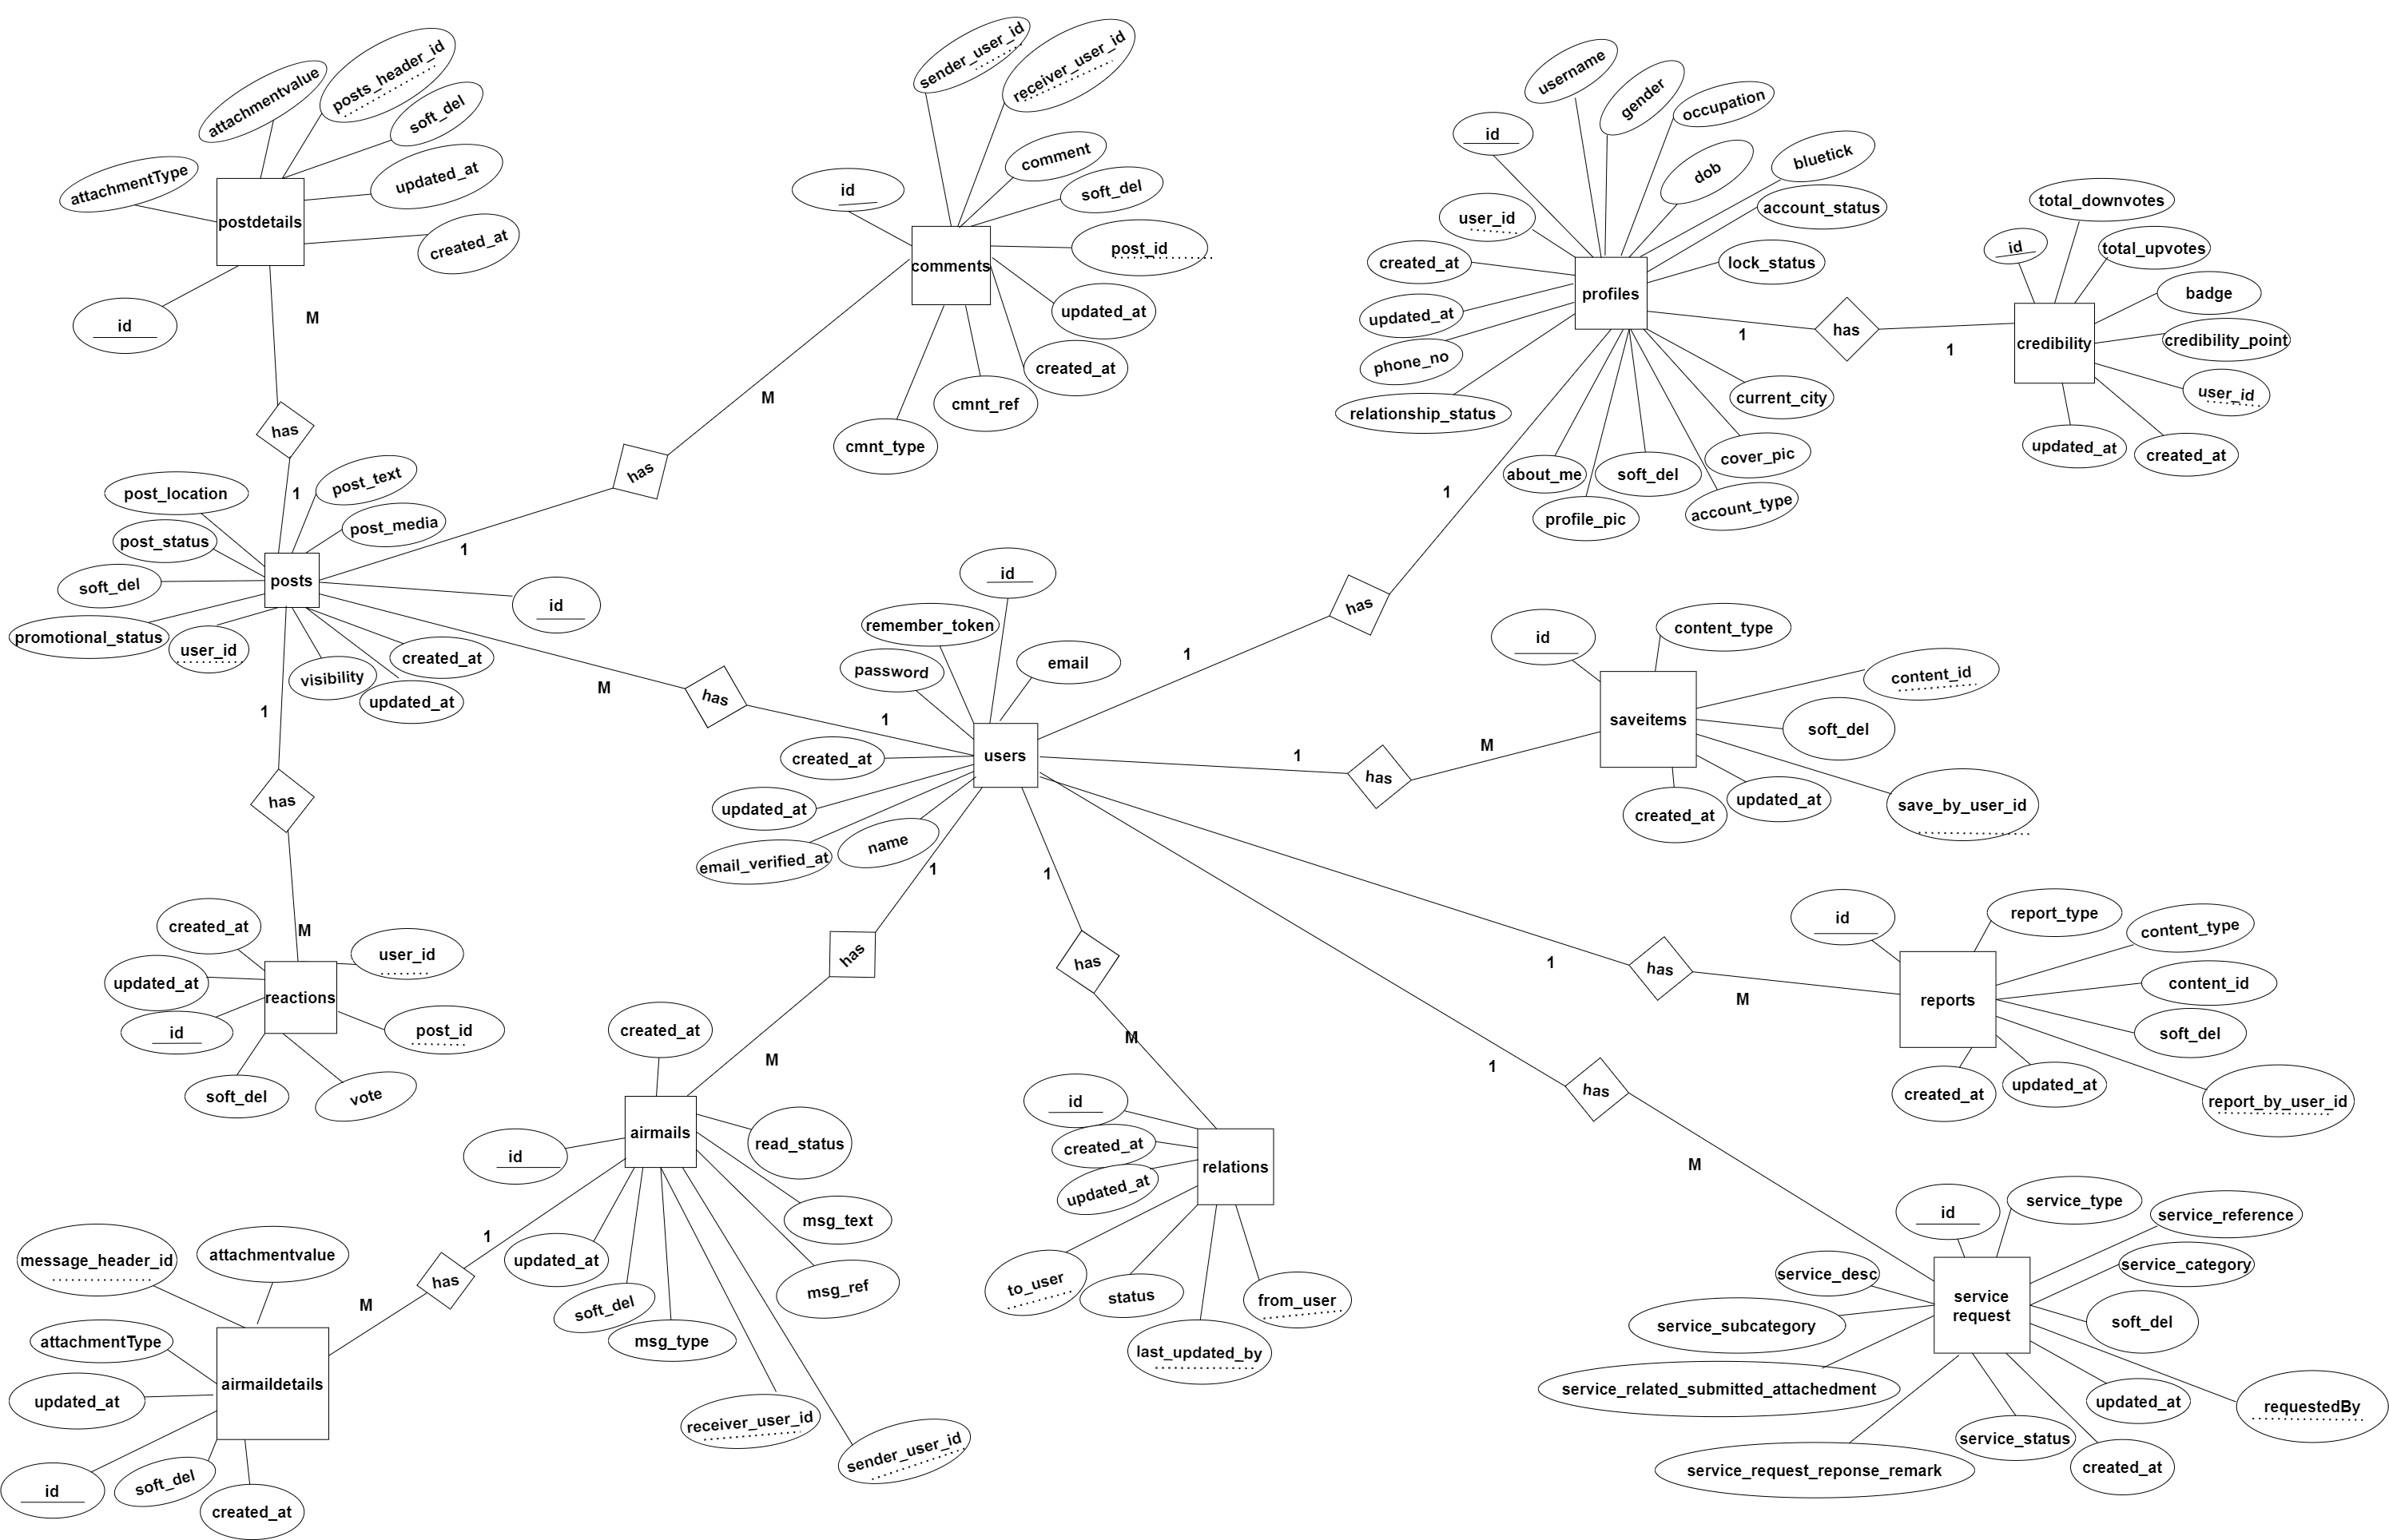 attachmentvalue
posts_header_id
soft_del
attachmentType
updated_at
postdetails
created_at
id
M
has
sender_user_id
receiver_user_id
comment
id
soft_del
post_id
comments
updated_at
created_at
cmnt_ref
cmnt_type
M
has
username
gender
occupation
id
dob
bluetick
user_id
account_status
created_at
lock_status
profiles
updated_at
phone_no
relationship_status
current_city
about_me
soft_del
cover_pic
profile_pic
account_type
1
has
1
total_downvotes
id
total_upvotes
badge
credibility_point
credibility
user_id
updated_at
created_at
post_location
1
post_text
post_status
post_media
1
soft_del
posts
id
promotional_status
user_id
created_at
visibility
updated_at
M
has
1
1
has
1
has
1
id
remember_token
email
password
users
created_at
updated_at
email_verified_at
name
1
has
M
id
content_type
content_id
saveitems
soft_del
save_by_user_id
updated_at
created_at
has
created_at
M
user_id
updated_at
reactions
id
post_id
soft_del
vote
1
has
M
1
has
M
1
has
M
id
report_type
content_type
content_id
reports
soft_del
updated_at
created_at
report_by_user_id
1
has
M
created_at
id
airmails
read_status
msg_text
updated_at
msg_ref
soft_del
msg_type
receiver_user_id
sender_user_id
1
has
M
id
created_at
relations
updated_at
to_user
status
from_user
last_updated_by
id
service_type
service_reference
service_category
service_desc
service
request
soft_del
service_subcategory
service_related_submitted_attachedment
updated_at
requestedBy
service_status
service_request_reponse_remark
created_at
message_header_id
attachmentvalue
attachmentType
airmaildetails
updated_at
id
soft_del
created_at